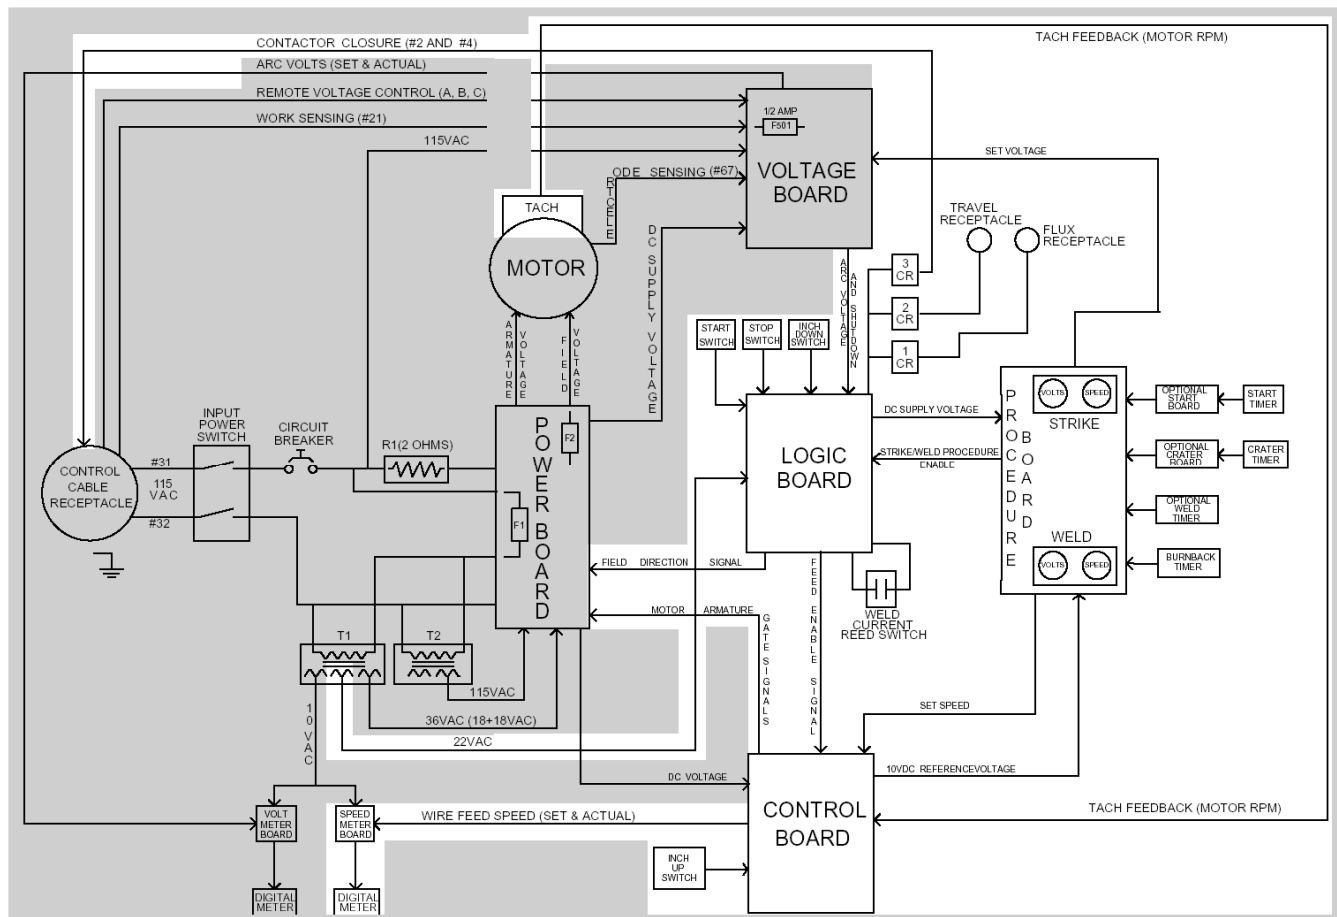 CONTACTOR CLOSURE (#2 AND #4)
TACH FEEDBACK (MOTOR RPM)
ARC VOLTS (SET & ACTUAL)
REMOTE VOLTAGE CONTROL (A, B, C)
WORK SENSING (#21)
115VAC
1/2 AMP
F501
VOLTAGE
BOARD
SET VOLTAGE
ODE SENSING (#67)
RTCELE
TACH
MOTOR
TRAVEL
RECEPTACLE
FLUX
RECEPTACLE
DC SUPPLY VOLTAGE
ARC VOLTAGE
AND SHUTDOWN
3
CR
2
CR
1
CR
ARMATURE
VOLTAGE
FIELD
VOLTAGE
START
SWITCH
STOP
SWITCH
INCH
DOWN
SWITCH
INPUT
POWER
SWITCH
CIRCUIT
BREAKER
R1(2 OHMS)
POWER BOARD
F2
F1
LOGIC
BOARD
DC SUPPLY VOLTAGE
STRIKE/WELD PROCEDURE
ENABLE
PROCEDURE
BOARD
VOLTS
SPEED
STRIKE
OPTIONAL
START
BOARD
START
TIMER
OPTIONAL
CRATER
BOARD
CRATER
TIMER
OPTIONAL
WELD
TIMER
WELD
VOLTS
SPEED
BURNBACK
TIMER
CONTROL
CABLE
RECEPTACLE
#31
115
VAC
#32
FIELD DIRECTION SIGNAL
MOTOR ARMATURE
GATE SIGNALS
FEED ENABLE SIGNAL
WELD
CURRENT
REED SWITCH
T1
T2
115VAC
36VAC (18+18VAC)
22VAC
10 VAC
SET SPEED
DC VOLTAGE
10VDC REFERENCEVOLTAGE
CONTROL
BOARD
TACH FEEDBACK (MOTOR RPM)
VOLT
METER
BOARD
SPEED
METER
BOARD
WIRE FEED SPEED (SET & ACTUAL)
INCH
UP
SWITCH
DIGITAL
METER
DIGITAL
METER